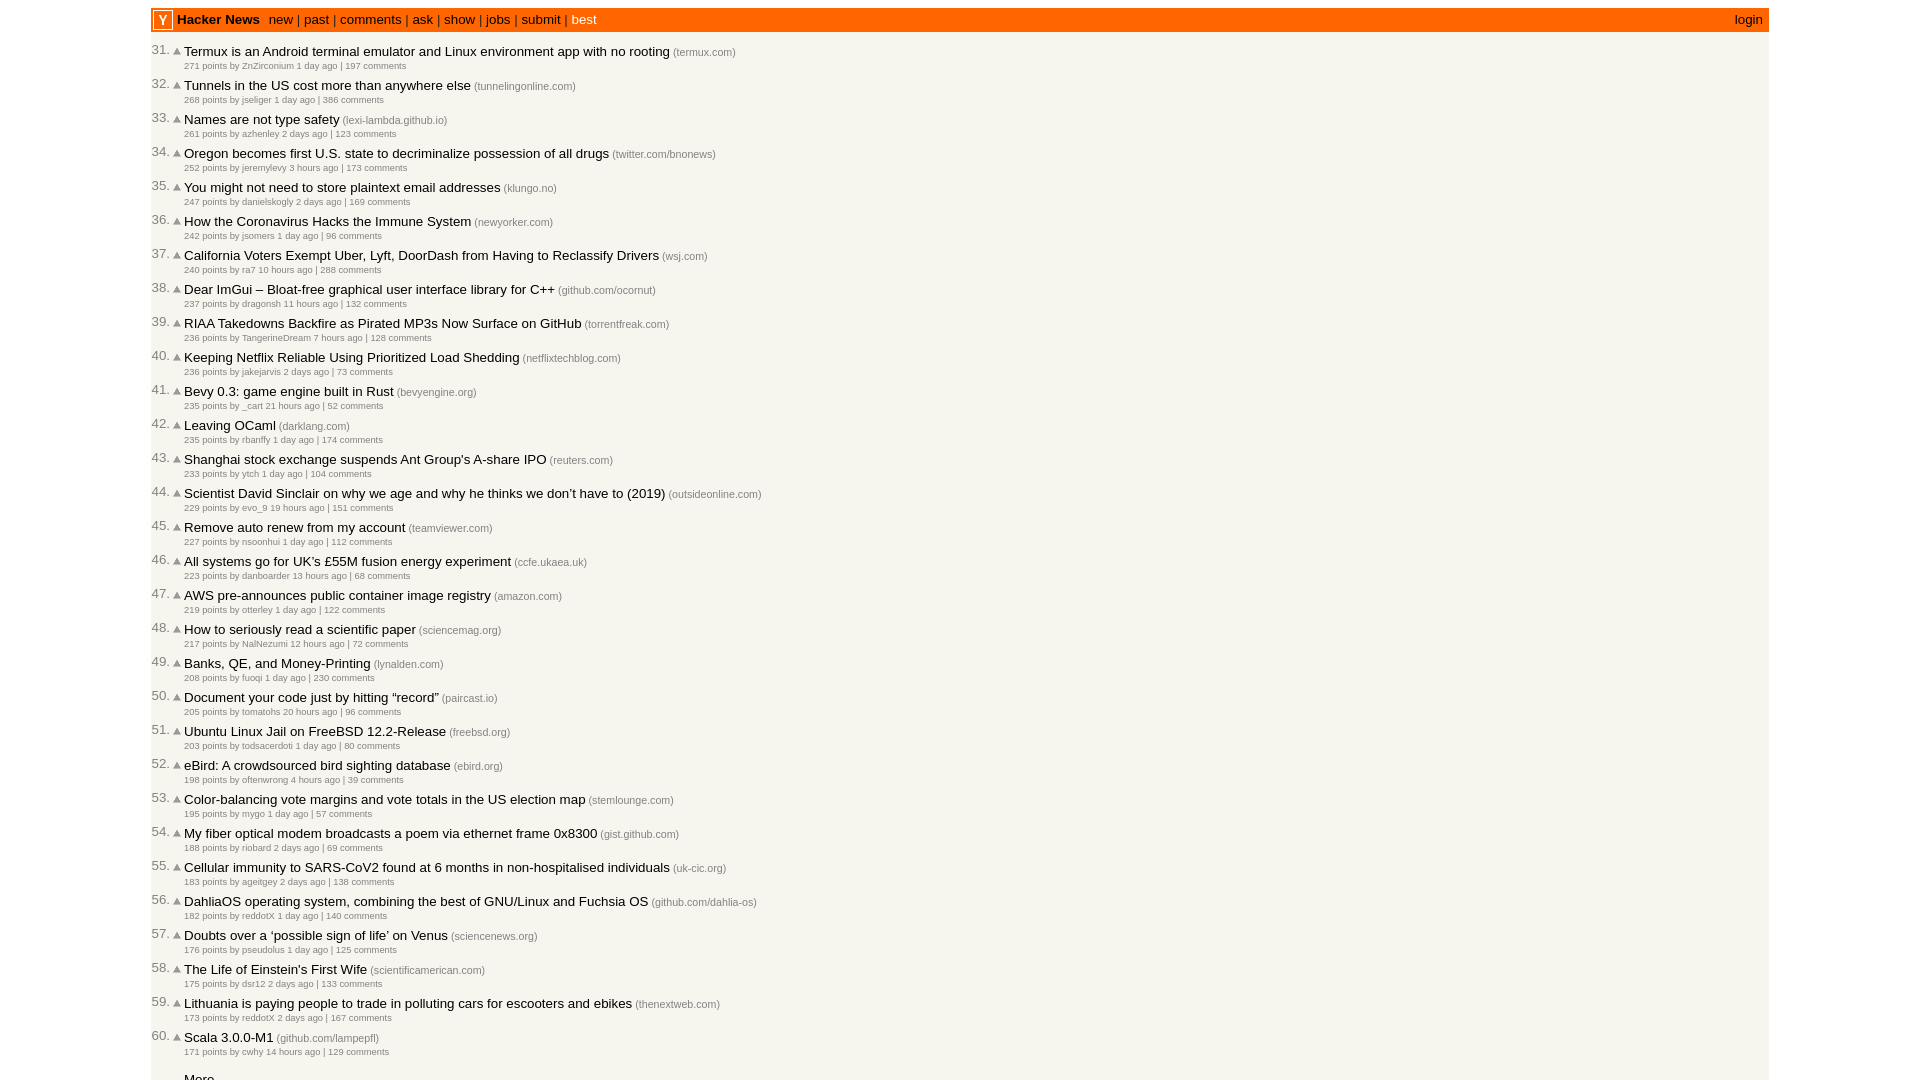 Y Hacker News new | past | comments | ask | show | jobs | submit | best login
31. Termux is an Android terminal emulator and Linux environment app with no rooting (termux.com)
271 points by ZnZirconium 1 day ago | 197 comments
32. Tunnels in the US cost more than anywhere else (tunnelingonline.com)
268 points by jseliger 1 day ago | 386 comments
33. Names are not type safety (lexi-lambda.github.io)
261 points by azhenley 2 days ago | 123 comments
34. Oregon becomes first U.S. state to decriminalize possession of all drugs (twitter.com/bnonews)
252 points by jeremylevy 3 hours ago | 173 comments
35. You might not need to store plaintext email addresses (klungo.no)
247 points by danielskogly 2 days ago | 169 comments
36. How the Coronavirus Hacks the Immune System (newyorker.com)
242 points by jsomers 1 day ago | 96 comments
37. California Voters Exempt Uber, Lyft, DoorDash from Having to Reclassify Drivers (wsj.com)
240 points by ra7 10 hours ago | 288 comments
38. Dear ImGui – Bloat-free graphical user interface library for C++ (github.com/ocornut)
237 points by dragonsh 11 hours ago | 132 comments
39. RIAA Takedowns Backfire as Pirated MP3s Now Surface on GitHub (torrentfreak.com)
236 points by TangerineDream 7 hours ago | 128 comments
40. Keeping Netflix Reliable Using Prioritized Load Shedding (netflixtechblog.com)
236 points by jakejarvis 2 days ago | 73 comments
41. Bevy 0.3: game engine built in Rust (bevyengine.org)
235 points by _cart 21 hours ago | 52 comments
42. Leaving OCaml (darklang.com)
235 points by rbanffy 1 day ago | 174 comments
43. Shanghai stock exchange suspends Ant Group's A-share IPO (reuters.com)
233 points by ytch 1 day ago | 104 comments
44. Scientist David Sinclair on why we age and why he thinks we don’t have to (2019) (outsideonline.com)
229 points by evo_9 19 hours ago | 151 comments
45. Remove auto renew from my account (teamviewer.com)
227 points by nsoonhui 1 day ago | 112 comments
46. All systems go for UK’s £55M fusion energy experiment (ccfe.ukaea.uk)
223 points by danboarder 13 hours ago | 68 comments
47. AWS pre-announces public container image registry (amazon.com)
219 points by otterley 1 day ago | 122 comments
48. How to seriously read a scientific paper (sciencemag.org)
217 points by NalNezumi 12 hours ago | 72 comments
49. Banks, QE, and Money-Printing (lynalden.com)
208 points by fuoqi 1 day ago | 230 comments
50. Document your code just by hitting “record” (paircast.io)
205 points by tomatohs 20 hours ago | 96 comments
51. Ubuntu Linux Jail on FreeBSD 12.2-Release (freebsd.org)
203 points by todsacerdoti 1 day ago | 80 comments
52. eBird: A crowdsourced bird sighting database (ebird.org)
198 points by oftenwrong 4 hours ago | 39 comments
53. Color-balancing vote margins and vote totals in the US election map (stemlounge.com)
195 points by mygo 1 day ago | 57 comments
54. My fiber optical modem broadcasts a poem via ethernet frame 0x8300 (gist.github.com)
188 points by riobard 2 days ago | 69 comments
55. Cellular immunity to SARS-CoV2 found at 6 months in non-hospitalised individuals (uk-cic.org)
183 points by ageitgey 2 days ago | 138 comments
56. DahliaOS operating system, combining the best of GNU/Linux and Fuchsia OS (github.com/dahlia-os)
182 points by reddotX 1 day ago | 140 comments
57. Doubts over a ‘possible sign of life’ on Venus (sciencenews.org)
176 points by pseudolus 1 day ago | 125 comments
58. The Life of Einstein's First Wife (scientificamerican.com)
175 points by dsr12 2 days ago | 133 comments
59. Lithuania is paying people to trade in polluting cars for escooters and ebikes (thenextweb.com)
173 points by reddotX 2 days ago | 167 comments
60. Scala 3.0.0-M1 (github.com/lampepfl)
171 points by cwhy 14 hours ago | 129 comments
More